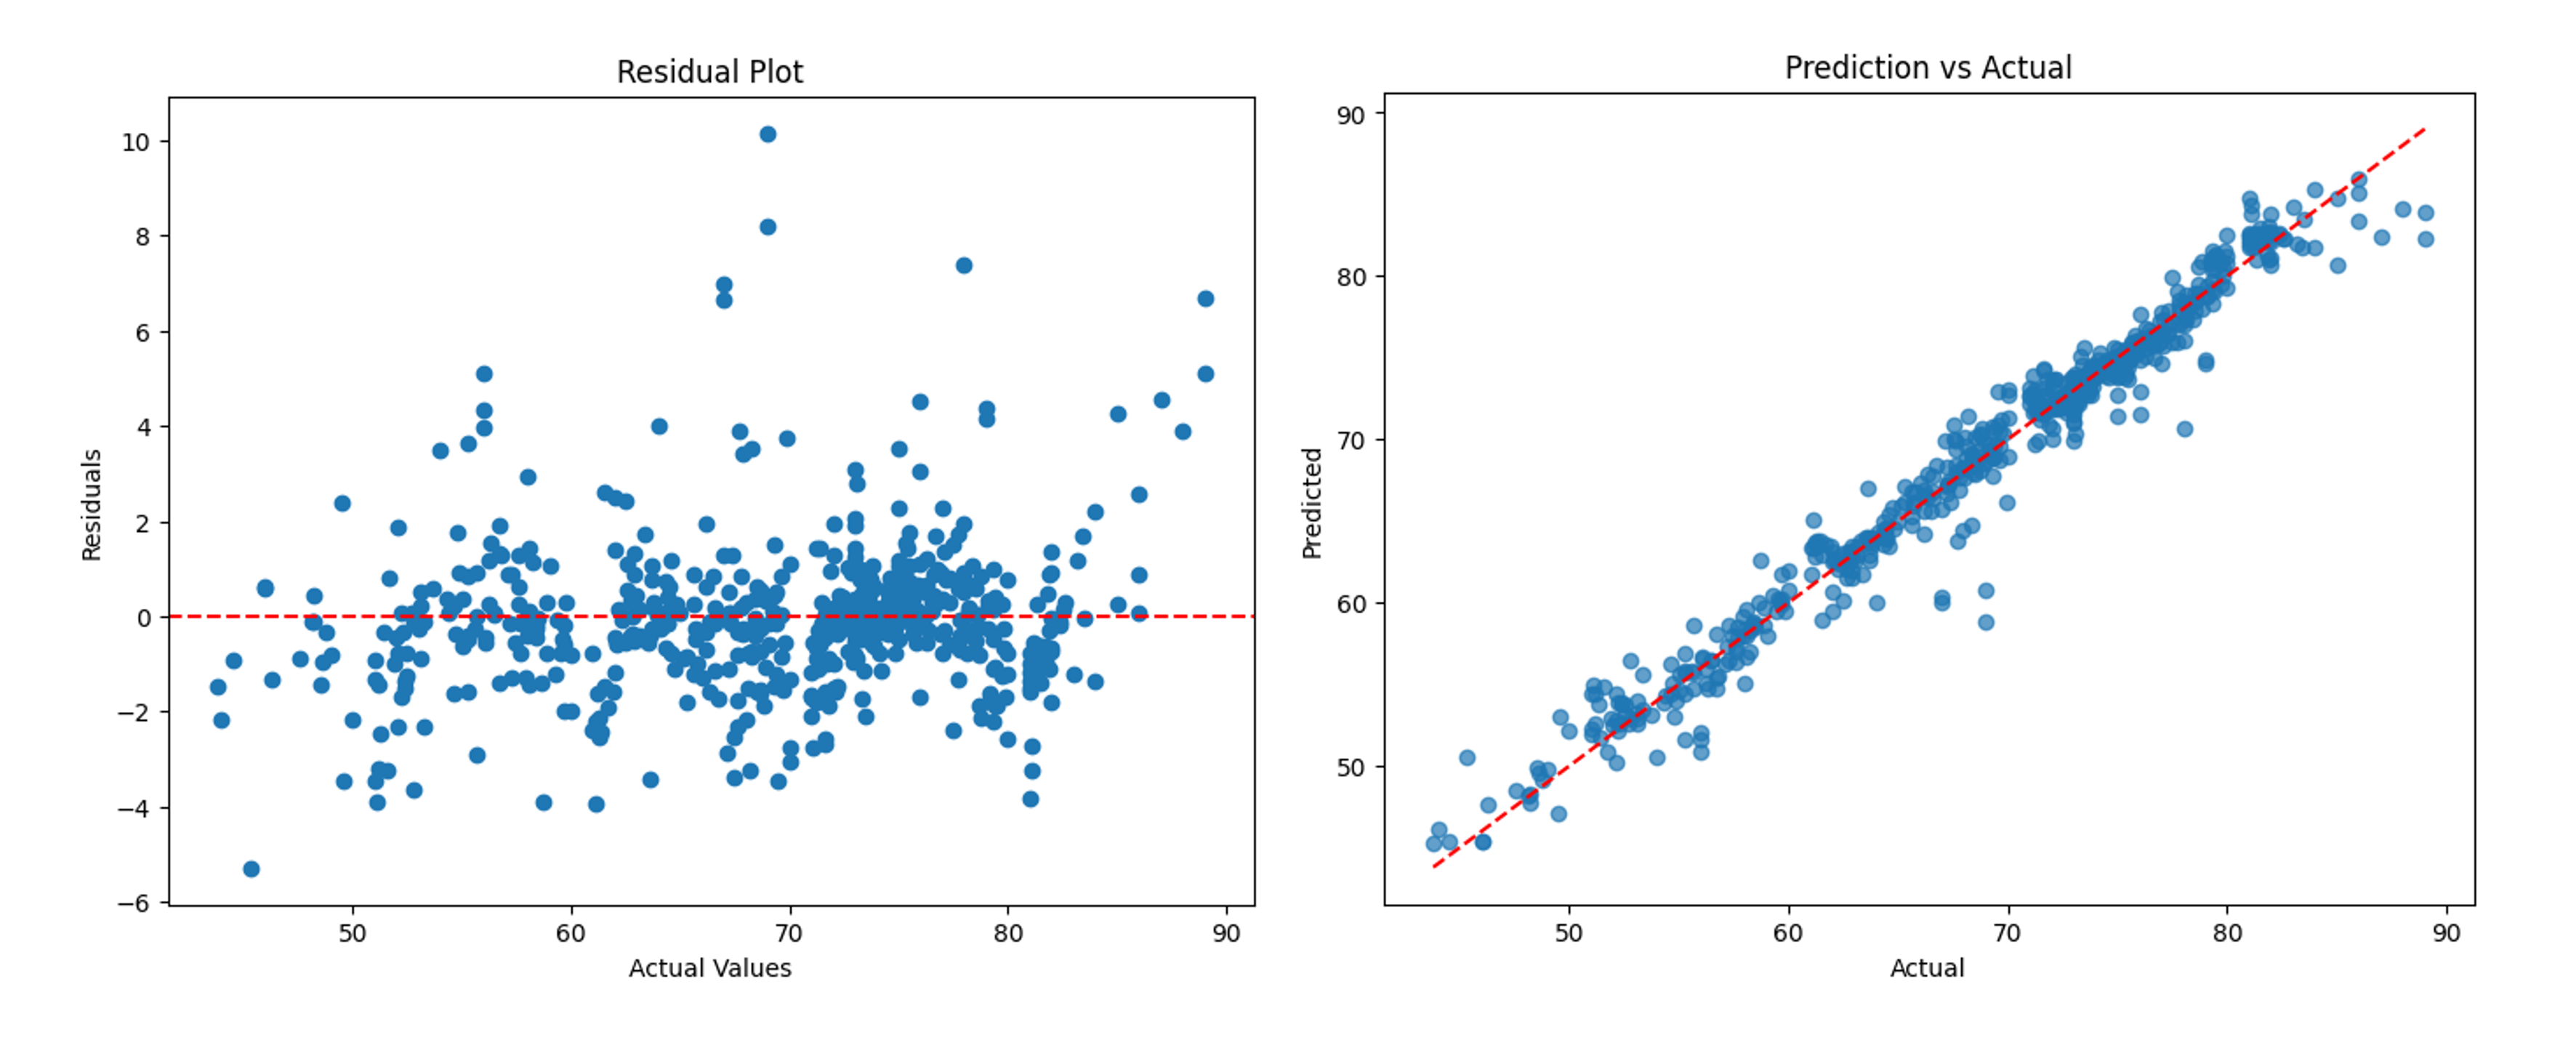 Residual Plot
10
8
6
4
2
0
−2
−4
−6
Residuals
50 60 70 80 90
Actual Values
Prediction vs Actual
90
80
70
60
50
Predicted
50 60 70 80 90
Actual